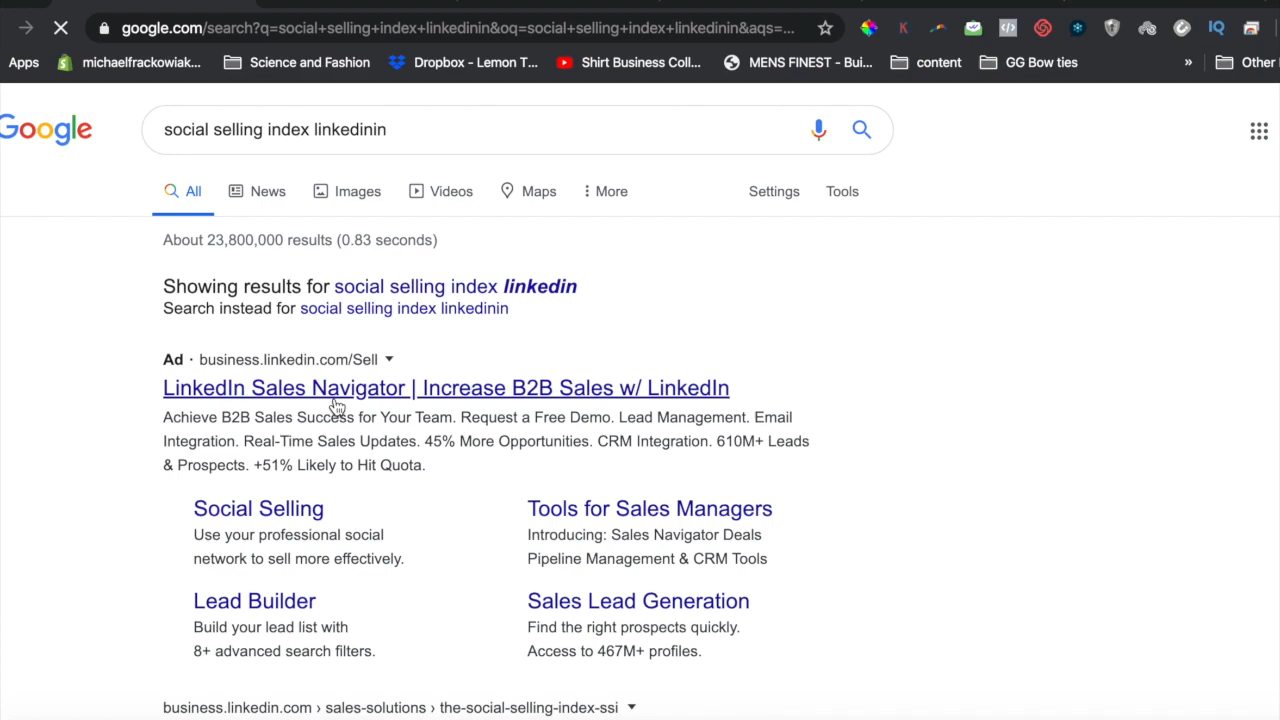 google.com/search?q=social+selling+index+linkedinin&oq=social+selling+index+linkedinin&aqs=...
Apps michaelfrackowiak... Science and Fashion Dropbox - Lemon T... Shirt Business Coll... MENS FINEST - Bui... content GG Bow ties » Other
Google social selling index linkedinin
All News Images Videos Maps More Settings Tools
About 23,800,000 results (0.83 seconds)
Showing results for social selling index linkedin
Search instead for social selling index linkedinin
Ad · business.linkedin.com/Sell
LinkedIn Sales Navigator | Increase B2B Sales w/ LinkedIn
Achieve B2B Sales Success for Your Team. Request a Free Demo. Lead Management. Email
Integration. Real-Time Sales Updates. 45% More Opportunities. CRM Integration. 610M+ Leads
& Prospects. +51% Likely to Hit Quota.
Social Selling
Use your professional social
network to sell more effectively.
Tools for Sales Managers
Introducing: Sales Navigator Deals
Pipeline Management & CRM Tools
Lead Builder
Build your lead list with
8+ advanced search filters.
Sales Lead Generation
Find the right prospects quickly.
Access to 467M+ profiles.
business.linkedin.com › sales-solutions › the-social-selling-index-ssi